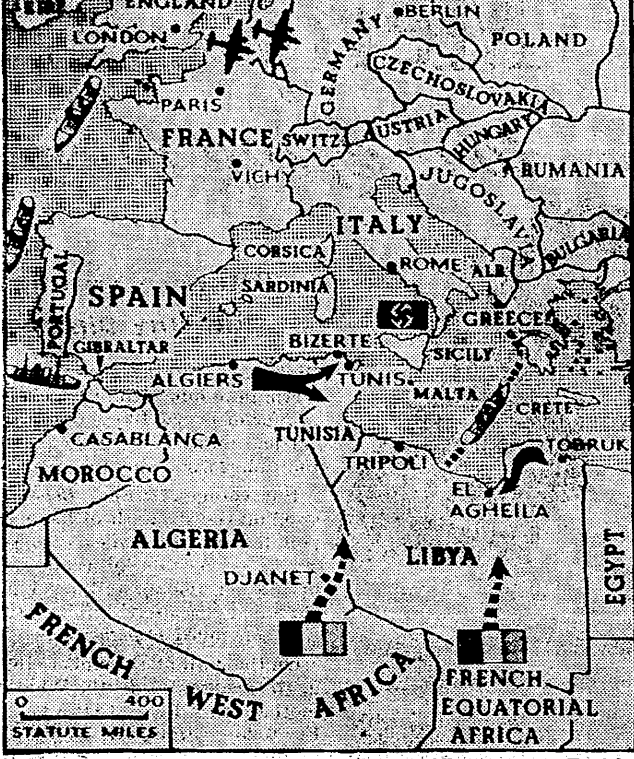 EIRE
ENGLAND
BERLIN
LONDON
POLAND
GERMANY
CZECHOSLOVAKIA
PARIS
FRANCE
SWITZ
AUSTRIA
HUNGARY
RUMANIA
VICHY
JUGOSLAVIA
ITALY
CORSICA
BULGARIA
ROME
ALB.
SARDINIA
PORTUGAL
SPAIN
GREECE
GIBRALTAR
BIZERTE
SICILY
ALGIERS
TUNIS
MALTA
CRETE
CASABLANCA
TUNISIA
TOBRUK
TRIPOLI
MOROCCO
EL
AGHEILA
ALGERIA
LIBYA
EGYPT
DJANET
FRENCH WEST AFRICA
FRENCH
EQUATORIAL
AFRICA
0 400
STATUTE MILES